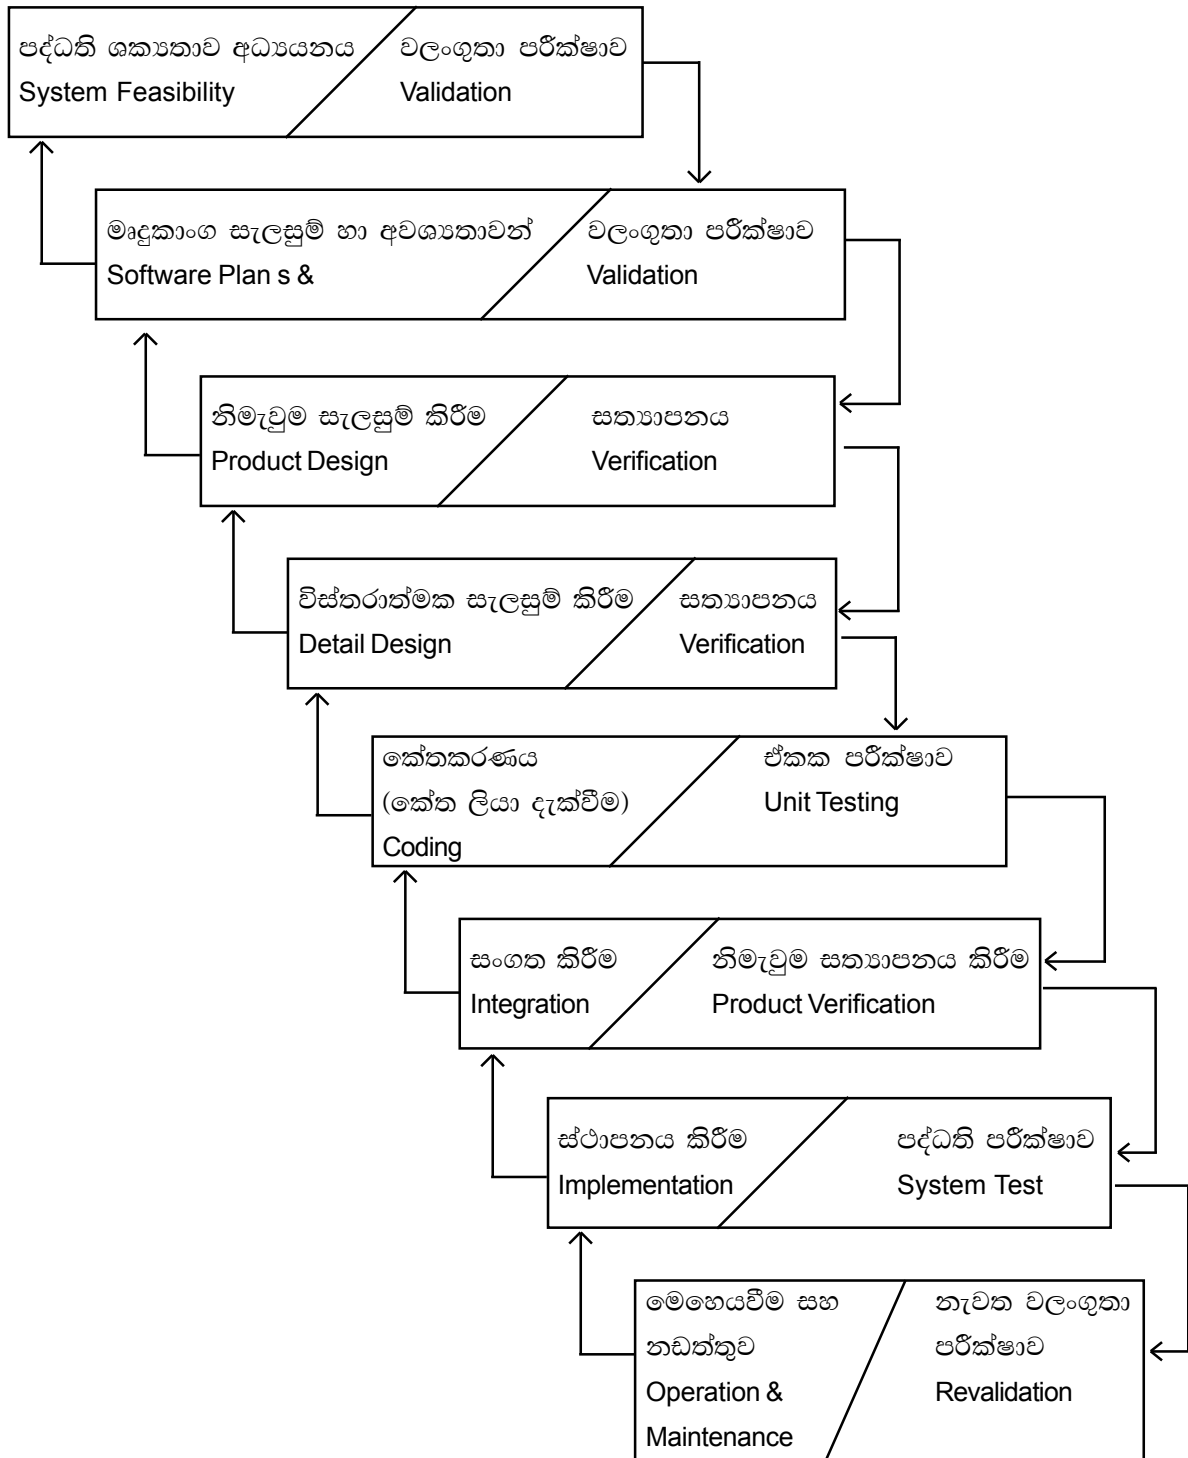 පද්ධති ශක්‍යතාව අධ්‍යයනය
System Feasibility
වලංගුතා පරීක්ෂාව
Validation
මෘදුකාංග සැලසුම් හා අවශ්‍යතාවන්
Software Plan s &
වලංගුතා පරීක්ෂාව
Validation
නිමැවුම සැලසුම් කිරීම
Product Design
සත්‍යාපනය
Verification
විස්තරාත්මක සැලසුම් කිරීම
Detail Design
සත්‍යාපනය
Verification
කේතකරණය
(කේත ලියා දැක්වීම)
Coding
ඒකක පරීක්ෂාව
Unit Testing
සංගත කිරීම
Integration
නිමැවුම සත්‍යාපනය කිරීම
Product Verification
ස්ථාපනය කිරීම
Implementation
පද්ධති පරීක්ෂාව
System Test
මෙහෙයවීම සහ
නඩත්තුව
Operation &
Maintenance
නැවත වලංගුතා
පරීක්ෂාව
Revalidation